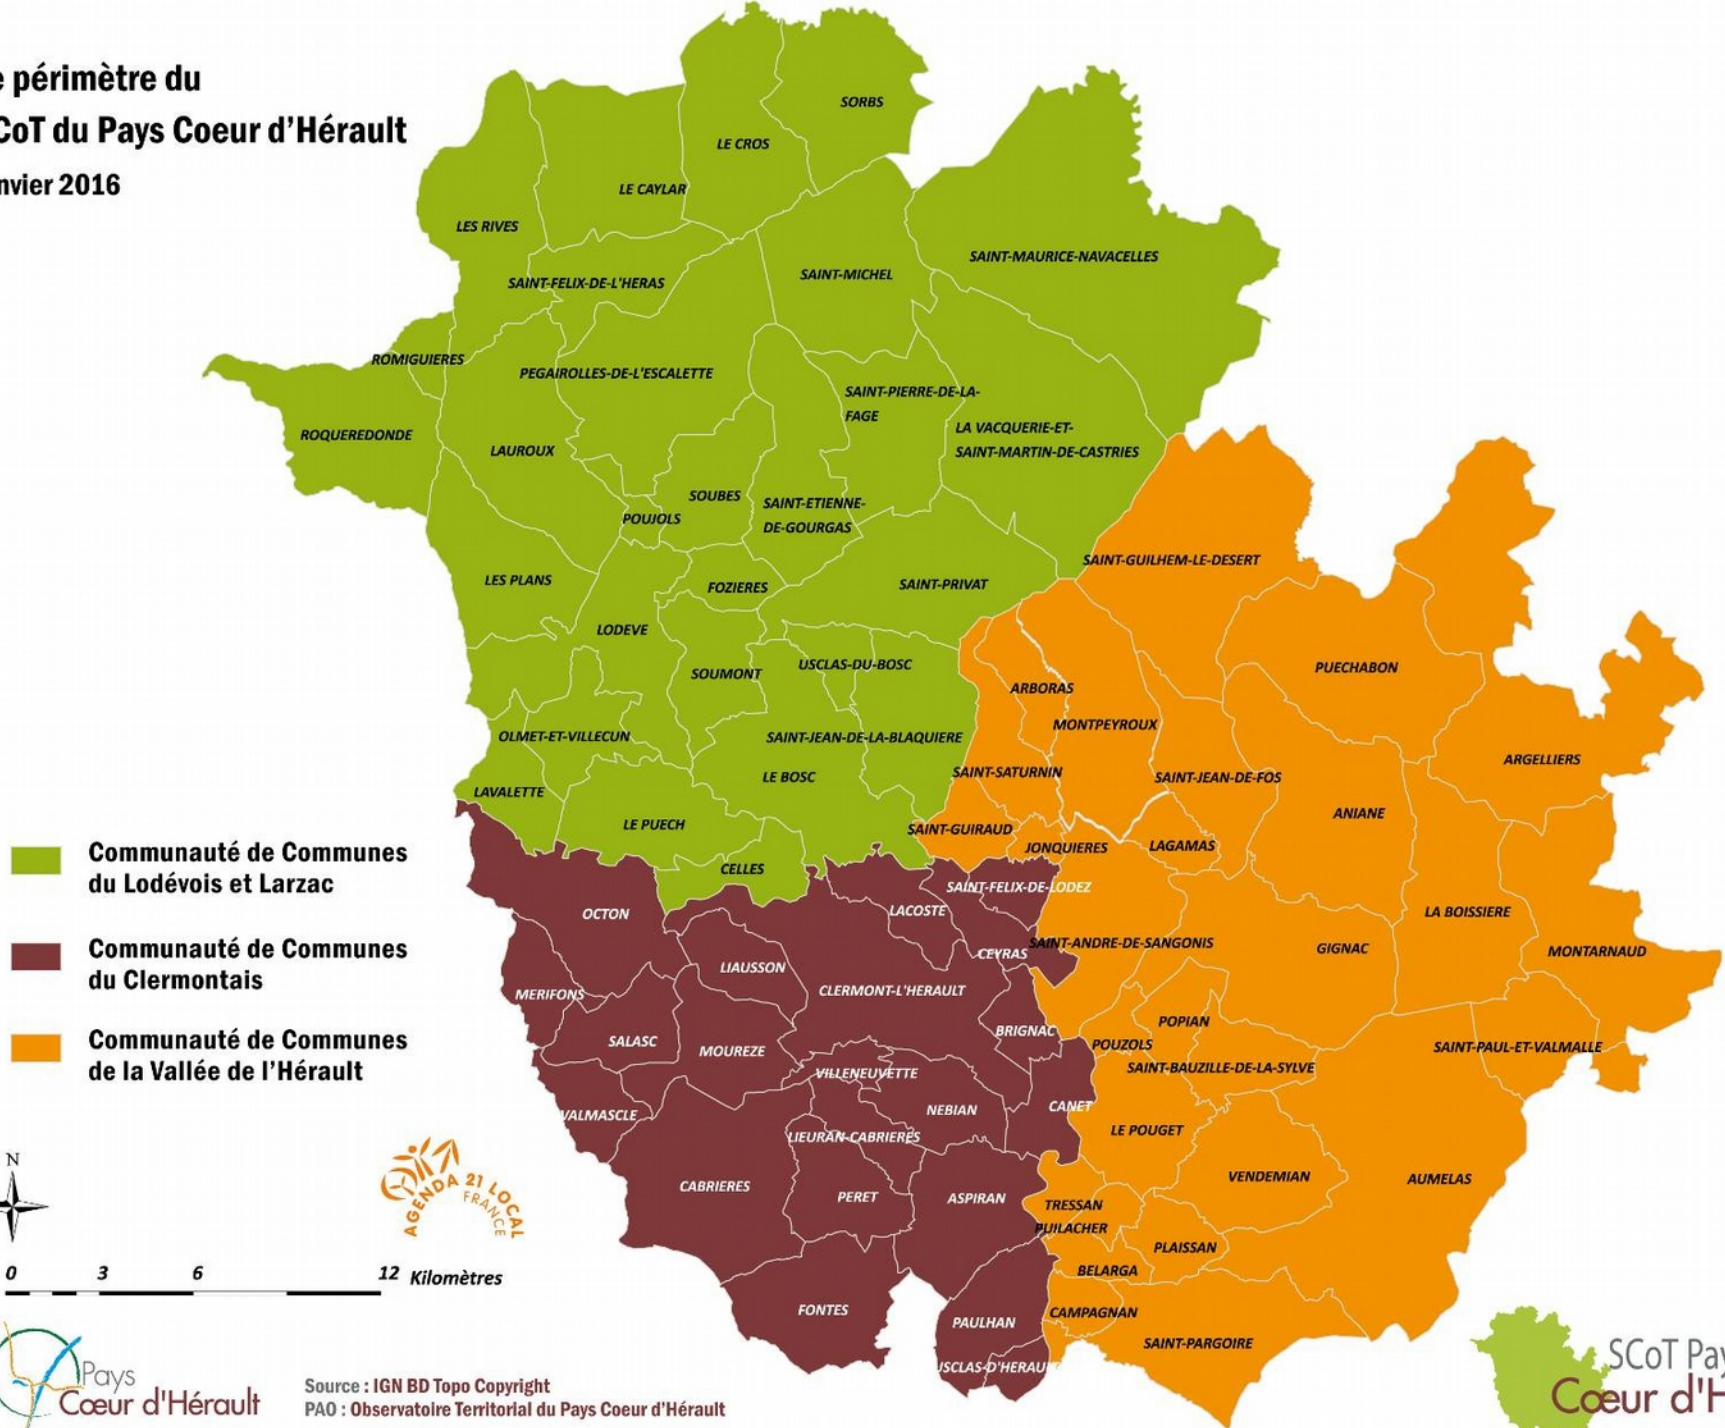 périmètre du
CoT du Pays Coeur d'Hérault
nvier 2016
SORBS
LE CROS
LE CAYLAR
LES RIVES
SAINT-MAURICE-NAVACELLES
SAINT-MICHEL
SAINT-FELIX-DE-L'HERAS
ROMIGUIERES
PEGAIROLLES-DE-L'ESCALETTE
SAINT-PIERRE-DE-LA-
FAGE
ROQUEREDONDE
LA VACQUERIE-ET-
SAINT-MARTIN-DE-CASTRIES
LAUROUX
SOUBES
SAINT-ETIENNE-
DE-GOURGAS
POUJOLS
SAINT-GUILHEM-LE-DESERT
LES PLANS
FOZIERES
SAINT-PRIVAT
LODEVE
USCLAS-DU-BOSC
PUECHABON
SOUMONT
ARBORAS
MONTPEYROUX
OLMET-ET-VILLECUN
SAINT-JEAN-DE-LA-BLAQUIERE
ARGELLIERS
LE BOSC
SAINT-SATURNIN
SAINT-JEAN-DE-FOS
LAVALETTE
ANIANE
LE PUECH
SAINT-GUIRAUD
JONQUIERES
LAGAMAS
CELLES
SAINT-FELIX-DE-LODEZ
OCTON
LACOSTE
LA BOISSIERE
SAINT-ANDRE-DE-SANGONIS
GIGNAC
MONTARNAUD
CEYRAS
LIAUSSON
MERIFONS
CLERMONT-L'HERAULT
POPIAN
BRIGNAC
SALASC
MOUREZE
POUZOLS
SAINT-PAUL-ET-VALMALLE
SAINT-BAUZILLE-DE-LA-SYLVE
VILLENEUVETTE
VALMASCLE
NEBIAN
CANET
LE POUGET
LIEURAN-CABRIERES
VENDEMIAN
AUMELAS
CABRIERES
PERET
ASPIRAN
TRESSAN
PUILACHER
PLAISSAN
BELARGA
FONTES
PAULHAN
CAMPAGNAN
SAINT-PARGOIRE
USCLAS-D'HERAULT
Communauté de Communes
du Lodévois et Larzac
Communauté de Communes
du Clermontais
Communauté de Communes
de la Vallée de l'Hérault
N
AGENDA 21 LOCAL
FRANCE
0 3 6 12 Kilomètres
Pays
Cœur d'Hérault
Source : IGN BD Topo Copyright
PAO : Observatoire Territorial du Pays Coeur d'Hérault
SCoT Pay
Cœur d'H